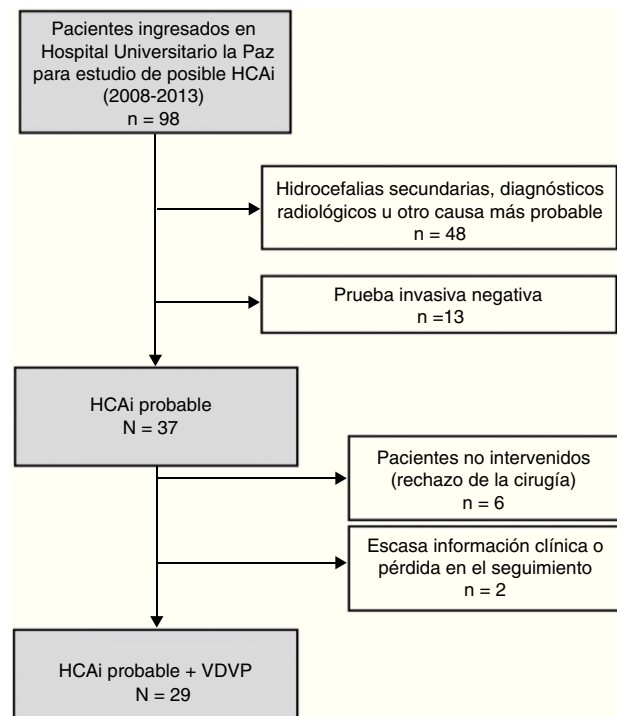 Pacientes ingresados en
Hospital Universitario la Paz
para estudio de posible HCAi
(2008-2013)
n = 98
Hidrocefalias secundarias, diagnósticos
radiológicos u otro causa más probable
n = 48
Prueba invasiva negativa
n =13
HCAi probable
N = 37
Pacientes no intervenidos
(rechazo de la cirugía)
n = 6
Escasa información clínica o
pérdida en el seguimiento
n = 2
HCAi probable + VDVP
N = 29